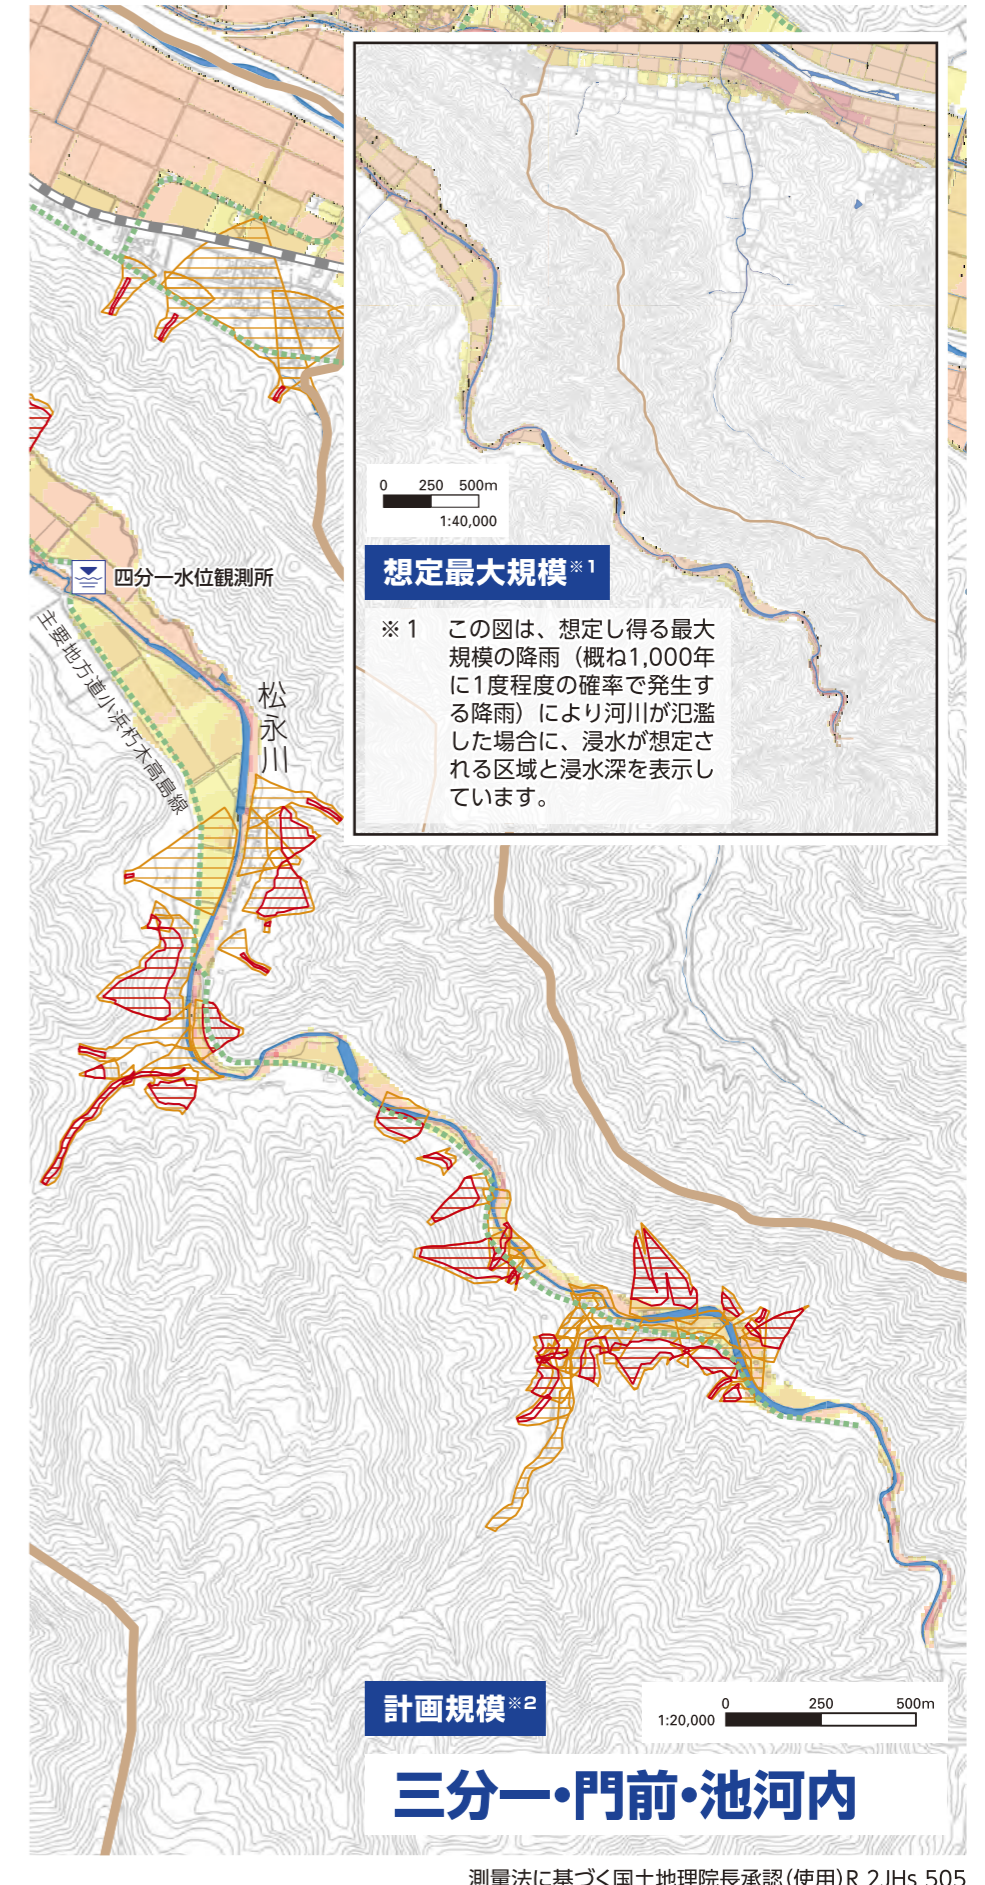 0 250 500m
1:40,000
想定最大規模※1
※1 この図は、想定し得る最大
規模の降雨（概ね1,000年
に1度程度の確率で発生す
る降雨）により河川が氾濫
した場合に、浸水が想定さ
れる区域と浸水深を表示し
ています。
四分一水位観測所
主要地方道小浜朽木高島線
松永川
計画規模※2
0 250 500m
1:20,000
三分一・門前・池河内
測量法に基づく国土地理院長承認（使用）R 2JHs 505